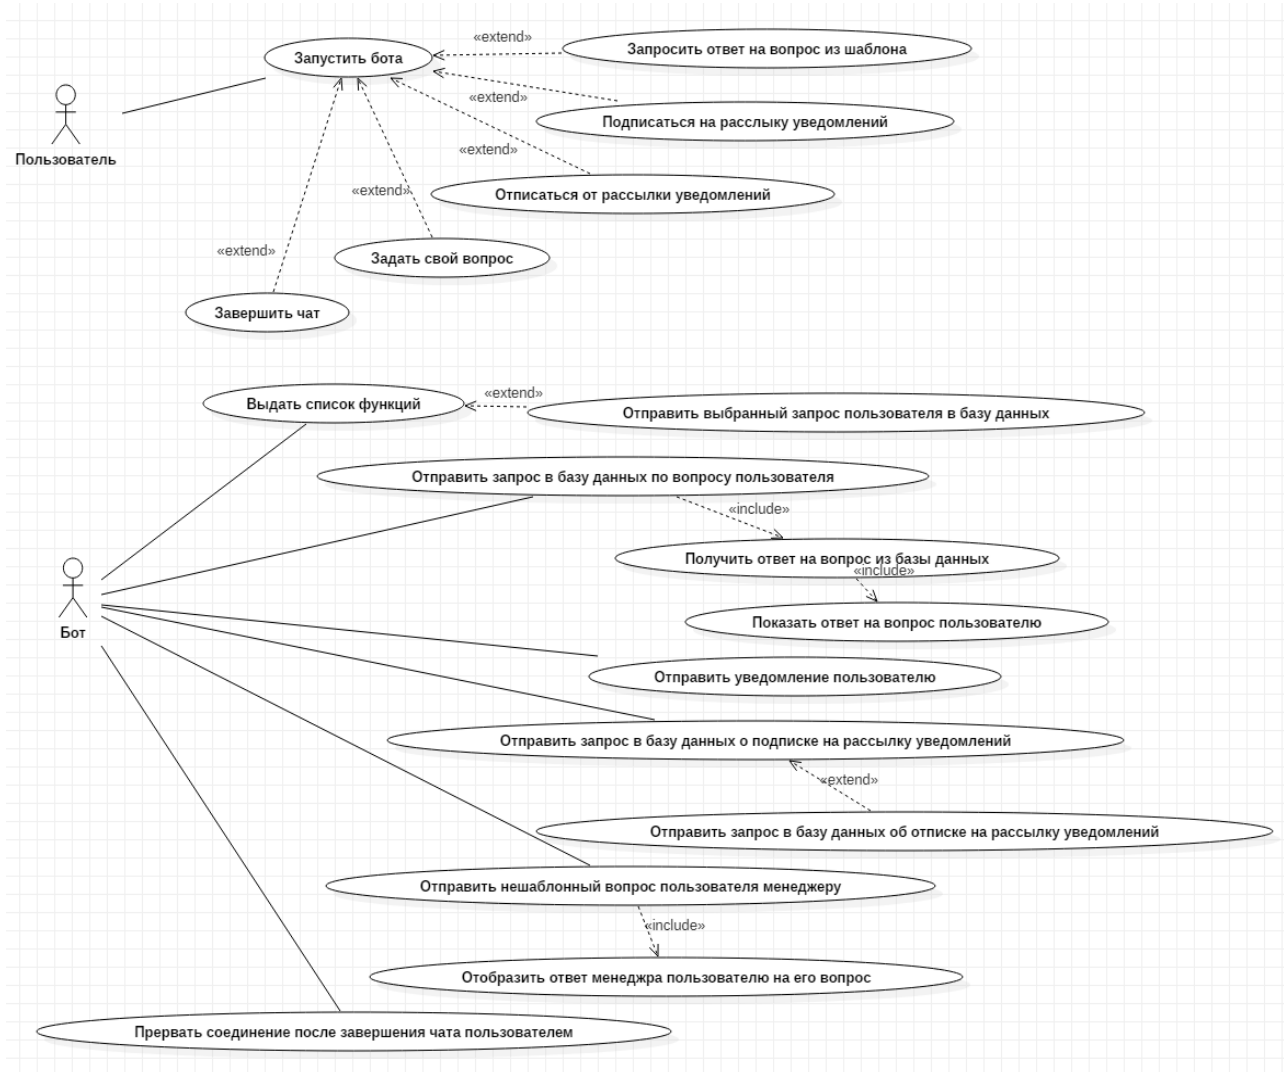 «extend»
Запросить ответ на вопрос из шаблона
Запустить бота
«extend»
Подписаться на расслыку уведомлений
«extend»
Пользователь
«extend»
Отписаться от рассылки уведомлений
«extend»
Задать свой вопрос
Завершить чат
«extend»
Выдать список функций
Отправить выбранный запрос пользователя в базу данных
Отправить запрос в базу данных по вопросу пользователя
«include»
Получить ответ на вопрос из базы данных
«include»
Показать ответ на вопрос пользователю
Бот
Отправить уведомление пользователю
Отправить запрос в базу данных о подписке на рассылку уведомлений
«extend»
Отправить запрос в базу данных об отписке на рассылку уведомлений
Отправить нешаблонный вопрос пользователя менеджеру
«include»
Отобразить ответ менеджра пользователю на его вопрос
Прервать соединение после завершения чата пользователем